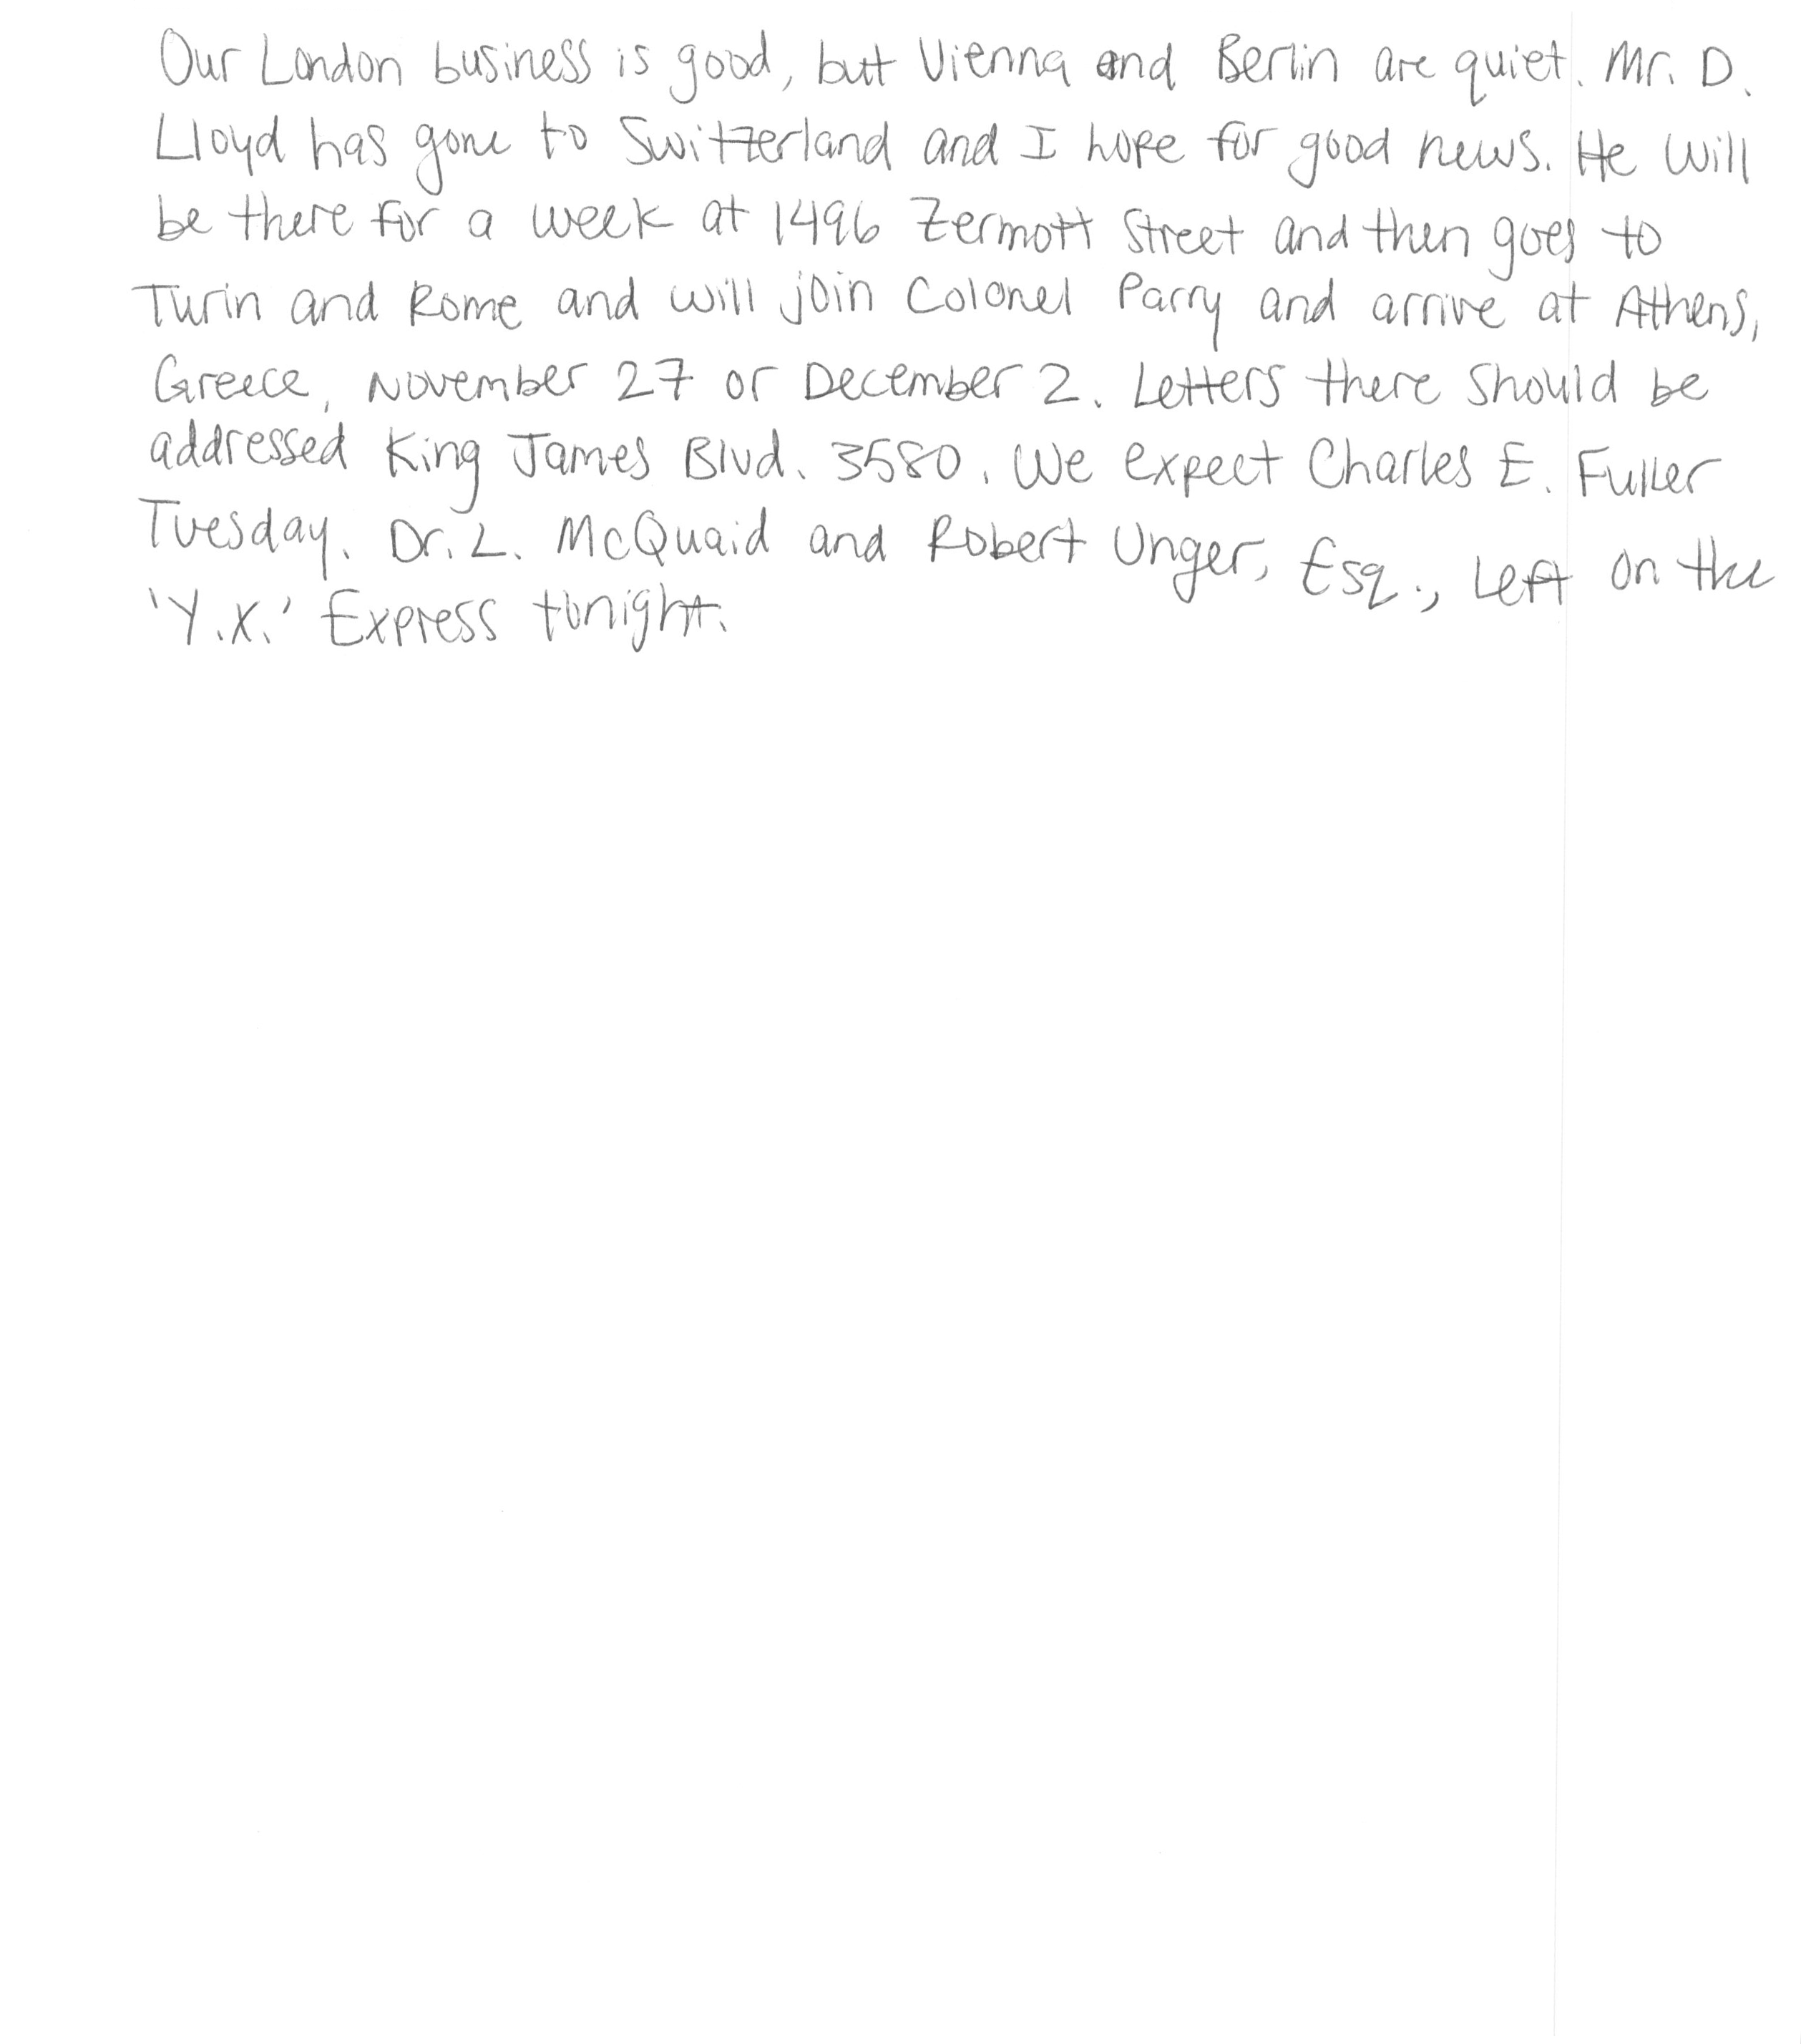 Our London business is good, but Vienna and Berlin are quiet. Mr. D.
Lloyd has gone to Switzerland and I hope for good news. He will
be there for a week at 1496 Zermott Street and then goes to
Turin and Rome and will join Colonel Parry and arrive at Athens,
Greece, November 27 or December 2. Letters there should be
addressed King James Blvd. 3580. We expect Charles E. Fuller
Tuesday. Dr. L. McQuaid and Robert Unger, Esq., left on the
'Y.X.' Express tonight.